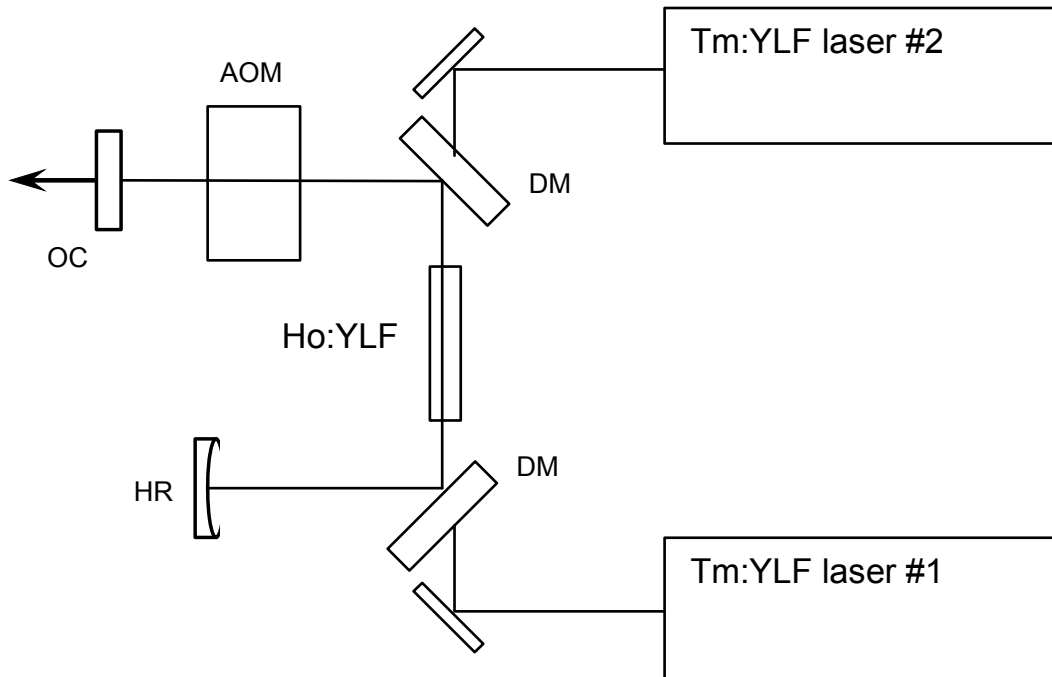 Tm:YLF laser #2
AOM
DM
OC
Ho:YLF
DM
HR
Tm:YLF laser #1